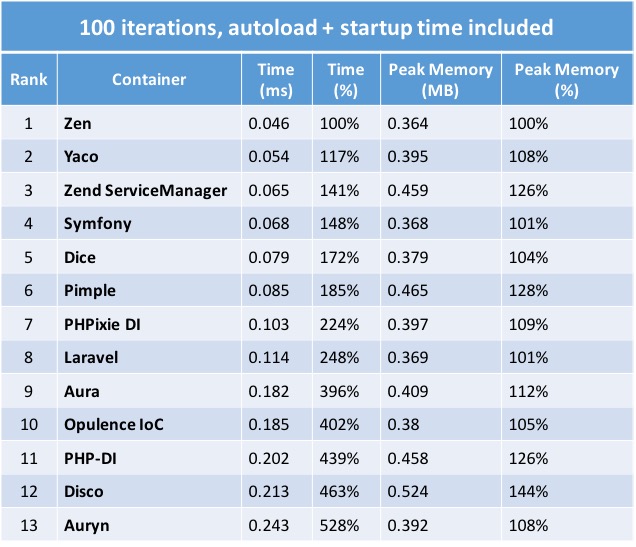 100 iterations, autoload + startup time included
Rank Container Time (ms) Time (%) Peak Memory (MB) Peak Memory (%)
1 Zen 0.046 100% 0.364 100%
2 Yaco 0.054 117% 0.395 108%
3 Zend ServiceManager 0.065 141% 0.459 126%
4 Symfony 0.068 148% 0.368 101%
5 Dice 0.079 172% 0.379 104%
6 Pimple 0.085 185% 0.465 128%
7 PHPixie DI 0.103 224% 0.397 109%
8 Laravel 0.114 248% 0.369 101%
9 Aura 0.182 396% 0.409 112%
10 Opulence IoC 0.185 402% 0.38 105%
11 PHP-DI 0.202 439% 0.458 126%
12 Disco 0.213 463% 0.524 144%
13 Auryn 0.243 528% 0.392 108%